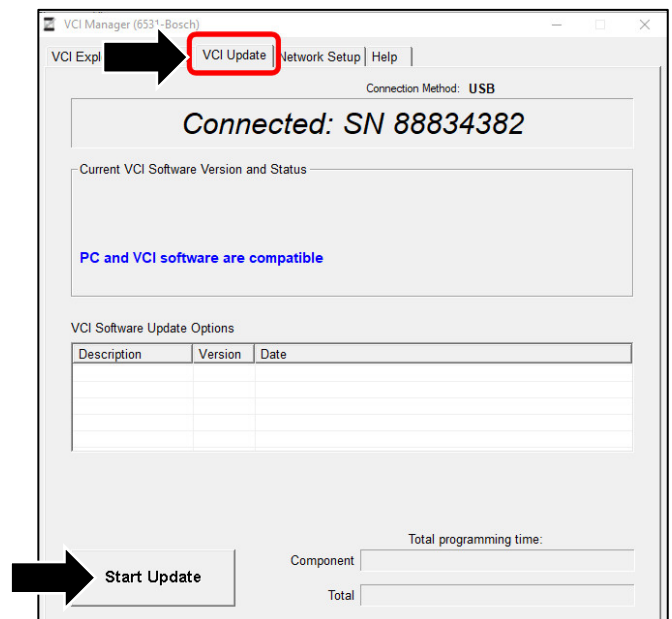 VCI Manager (6531-Bosch)
VCI Expl VCI Update Network Setup Help
Connection Method: USB
Connected: SN 88834382
Current VCI Software Version and Status
PC and VCI software are compatible
VCI Software Update Options
Description Version Date
Total programming time:
Component
Start Update
Total